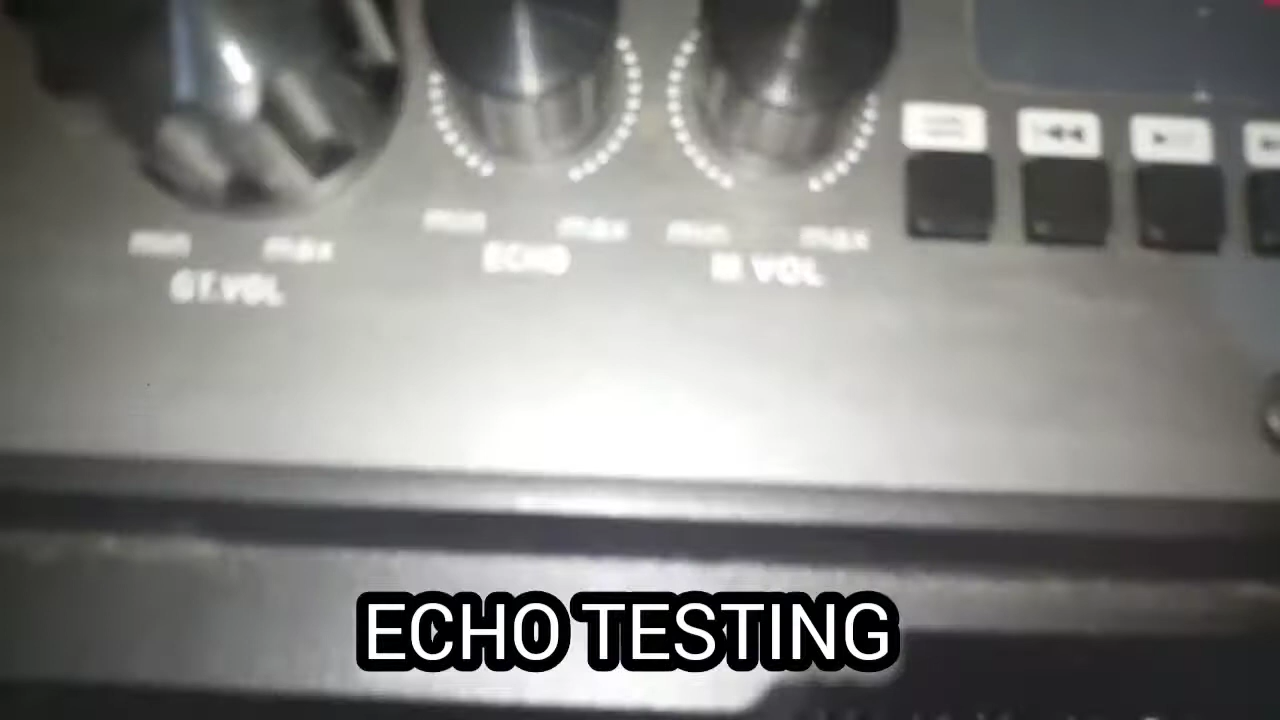 min max
GT.VOL
min max
ECHO
min max
M.VOL
ECHO TESTING